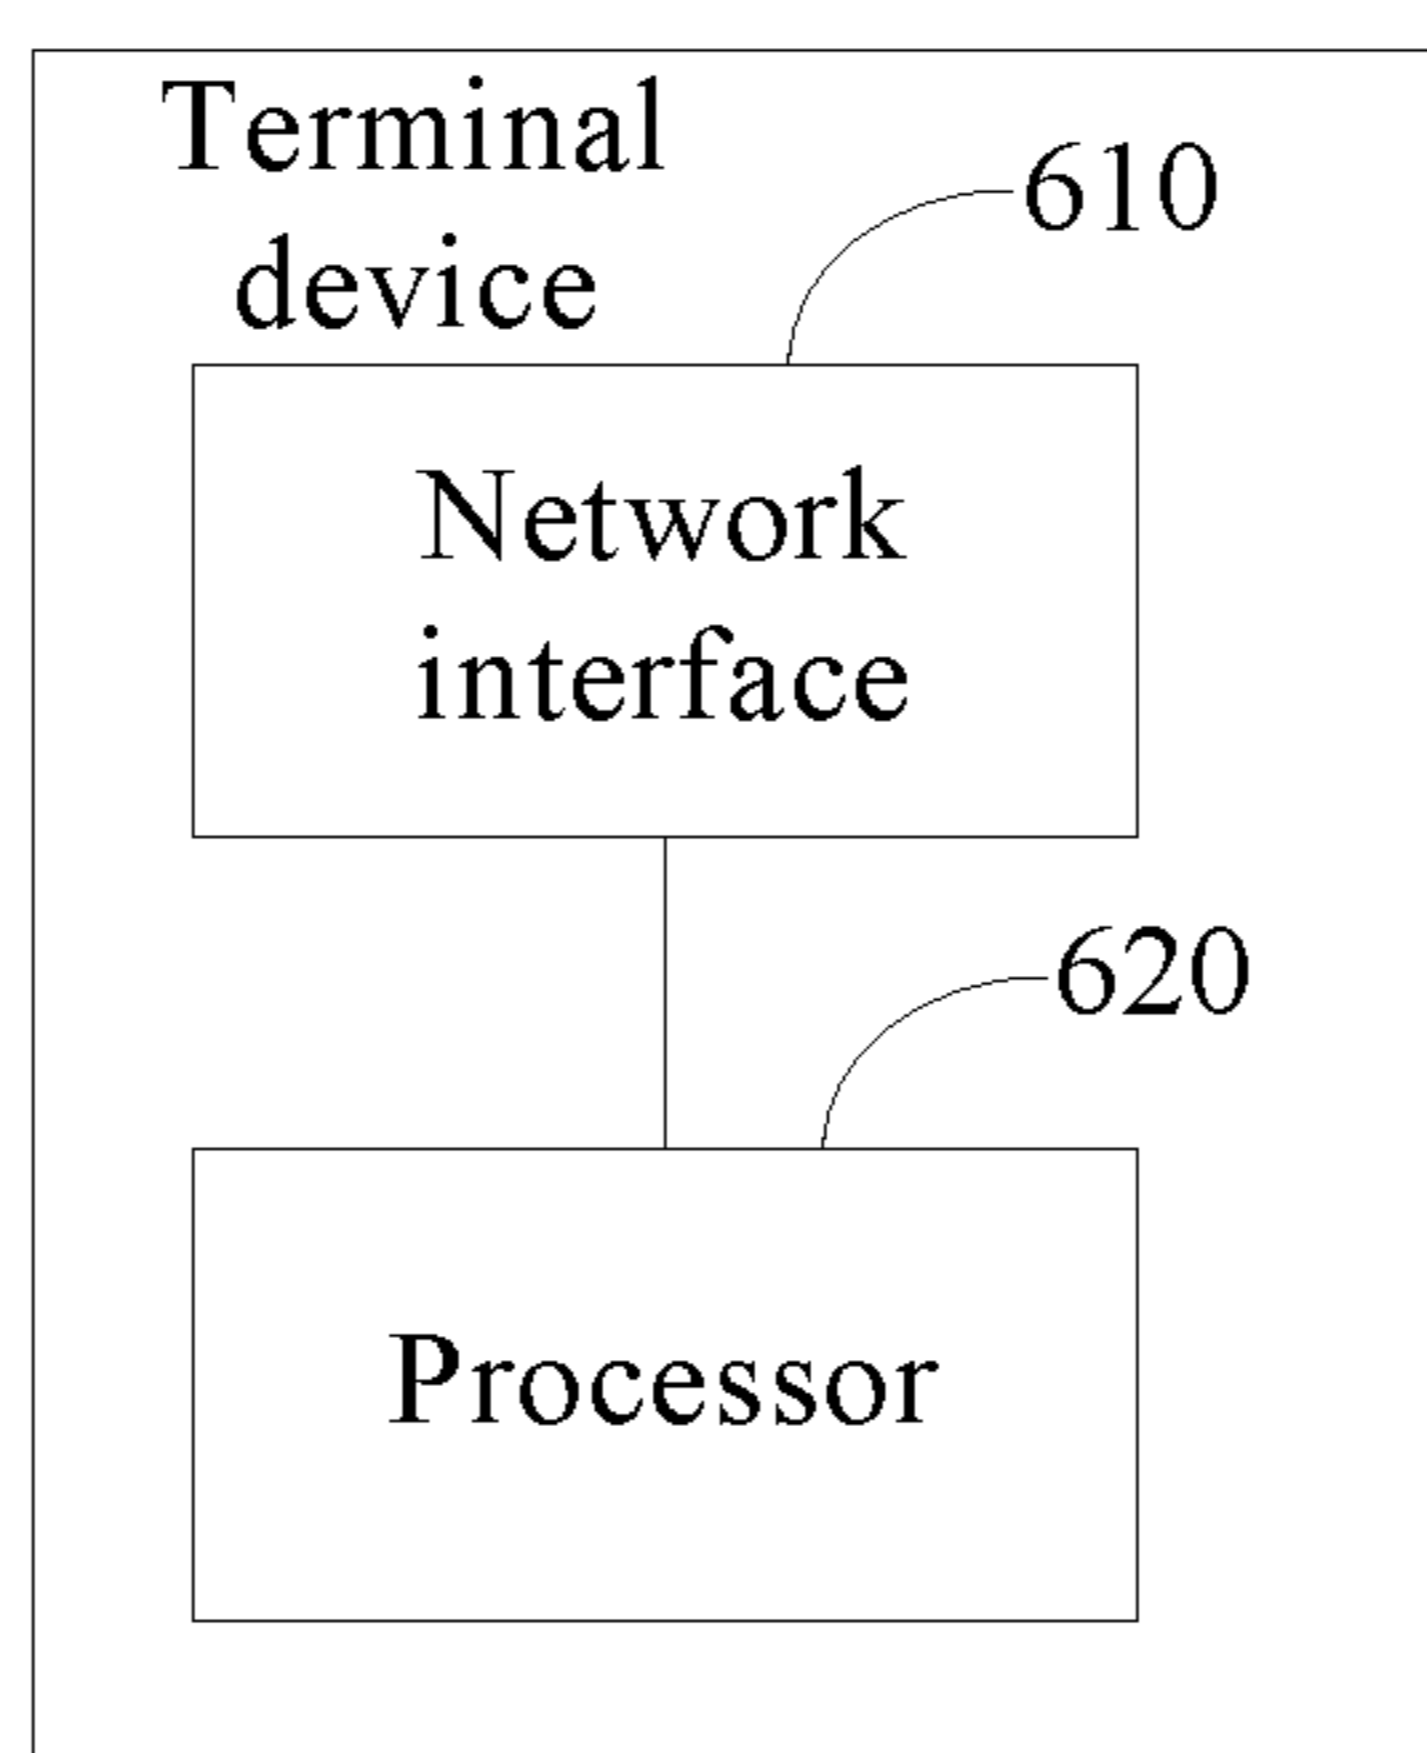 Terminal
device
610
Network
interface
620
Processor